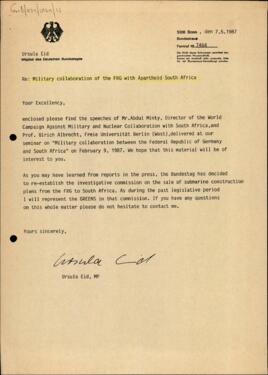 5300 Bonn, den 7.5.1987
Bundeshaus
Ursula Eid
Mitglied des Deutschen Bundestages
Re: Military collaboration of the FRG with Apartheid South Africa
Your Excellency,
enclosed please find the speeches of Mr.Abdul Minty, Director of the World
Campaign Against Military and Nuclear Collaboration with South Africa,and
Prof. Ulrich Albrecht, Freie Universität Berlin (West),delivered at our
seminar on "Military collaboration between the Federal Republic of Germany
and South Africa" on February 9, 1987. We hope that this material will be of
interest to you.
As you may have learned from reports in the press, the Bundestag has decided
to re-establish the investigative commission on the sale of submarine construction
plans from the FRG to South Africa. As during the past legislative period
I will represent the GREENS in that commission. If you have any questions
on this whole matter please do not hesitate to contact me.
Yours sincerely,
Ursula Eid
Ursula Eid, MP